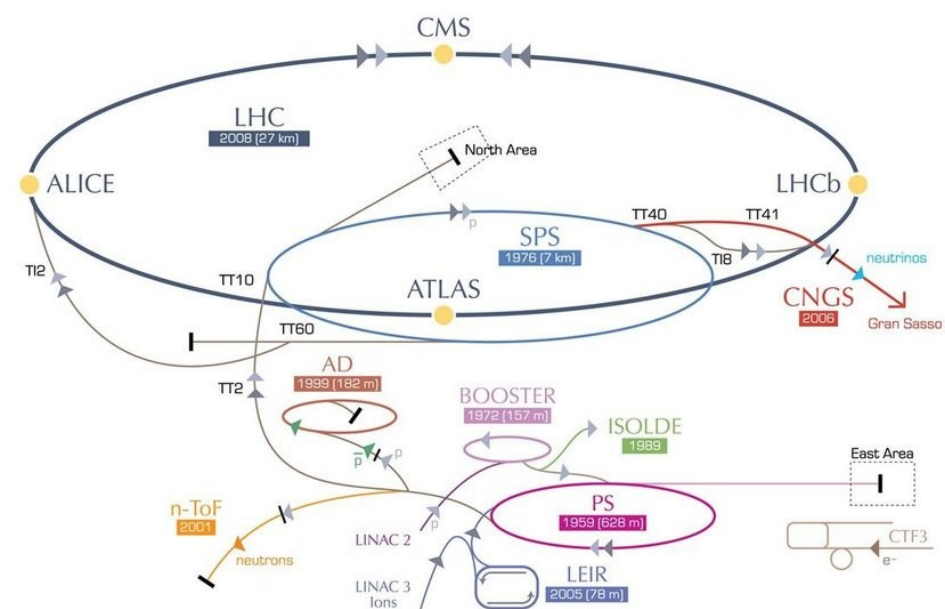 CMS
LHC
2008 (27 km)
North Area
ALICE
LHCb
TT40
TT41
p
SPS
1976 (7 km)
TI8
neutrinos
TI2
TT10
ATLAS
CNGS
2006
Gran Sasso
TT60
AD
1999 (182 m)
TT2
BOOSTER
1972 (157 m)
ISOLDE
1989
p̅
p
East Area
n-ToF
2001
PS
1959 (628 m)
p
LINAC 2
neutrons
CTF3
e-
LEIR
2005 (78 m)
LINAC 3
Ions